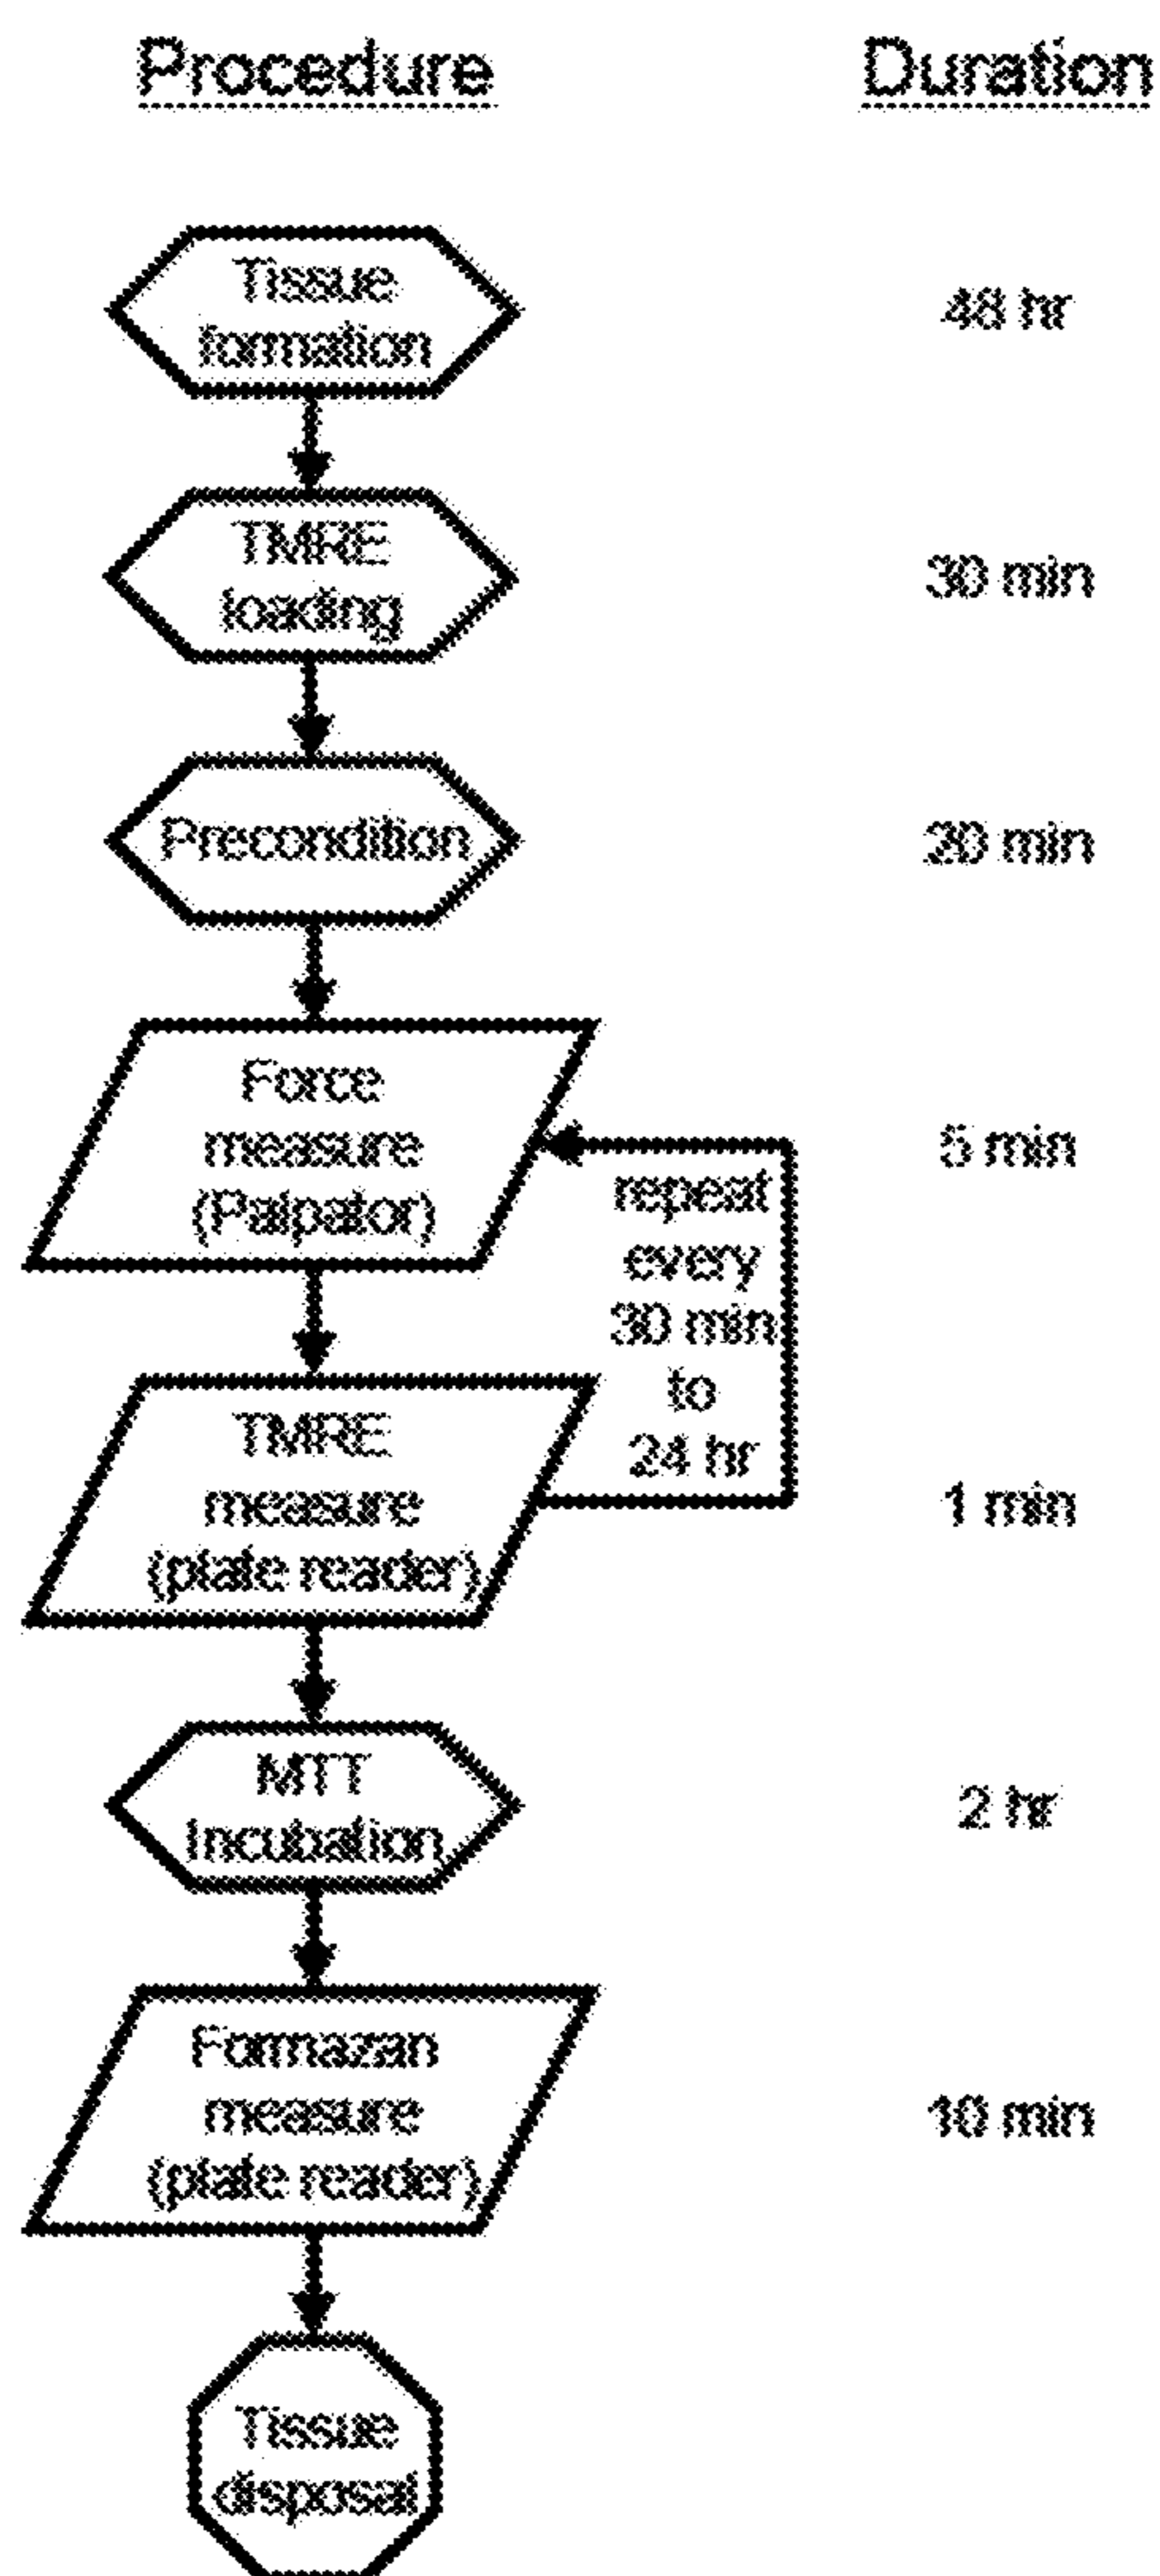 Procedure Duration
Tissue
formation
48 hr
TMRE
loading
30 min
Precondition
20 min
Force
measure
(Palpator)
5 min
repeat
every
30 min
to
24 hr
TMRE
measure
(plate reader)
1 min
MTT
Incubation
2 hr
Formazan
measure
(plate reader)
10 min
Tissue
disposal